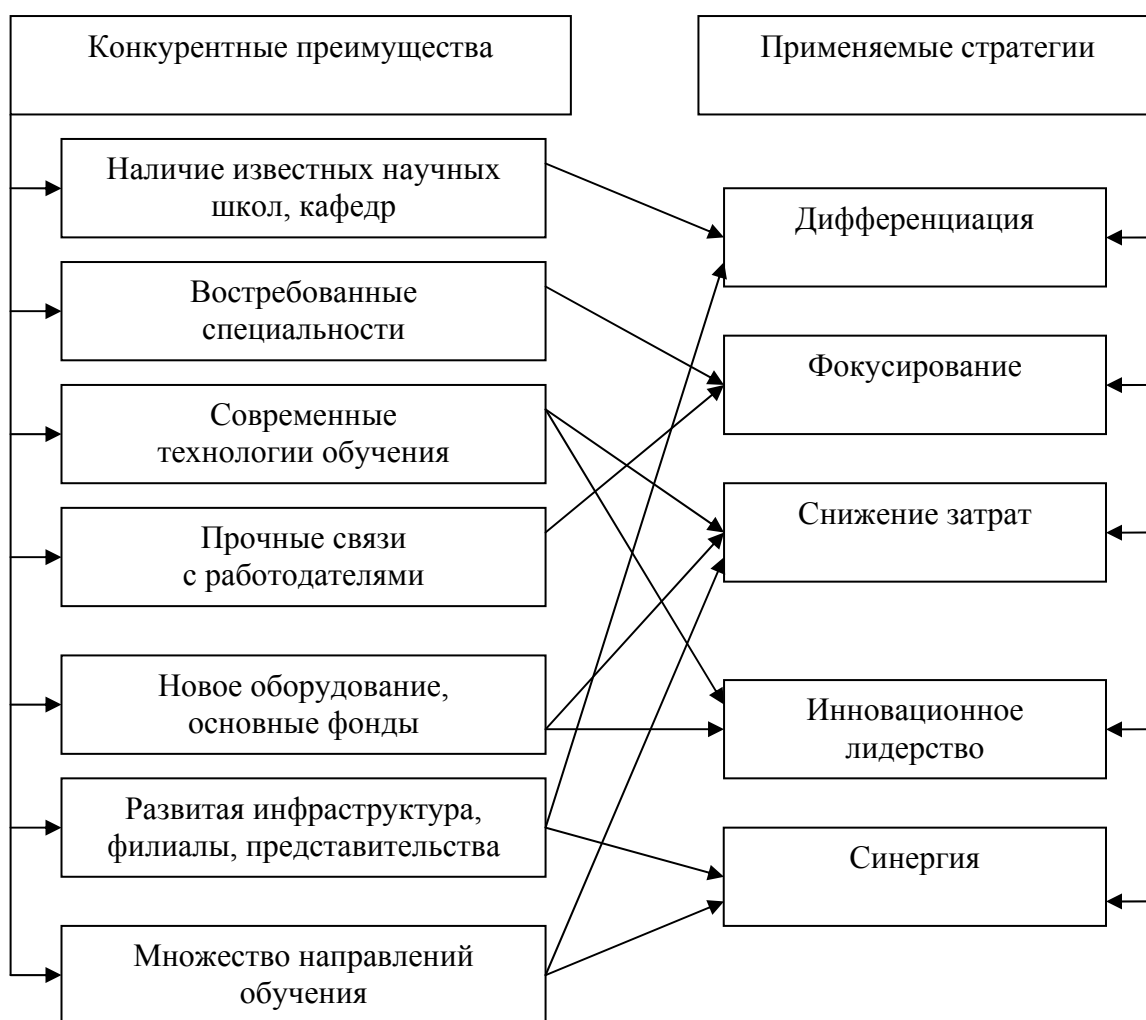 Конкурентные преимущества
Применяемые стратегии
Наличие известных научных
школ, кафедр
Востребованные
специальности
Современные
технологии обучения
Прочные связи
с работодателями
Новое оборудование,
основные фонды
Развитая инфраструктура,
филиалы, представительства
Множество направлений
обучения
Дифференциация
Фокусирование
Снижение затрат
Инновационное
лидерство
Синергия